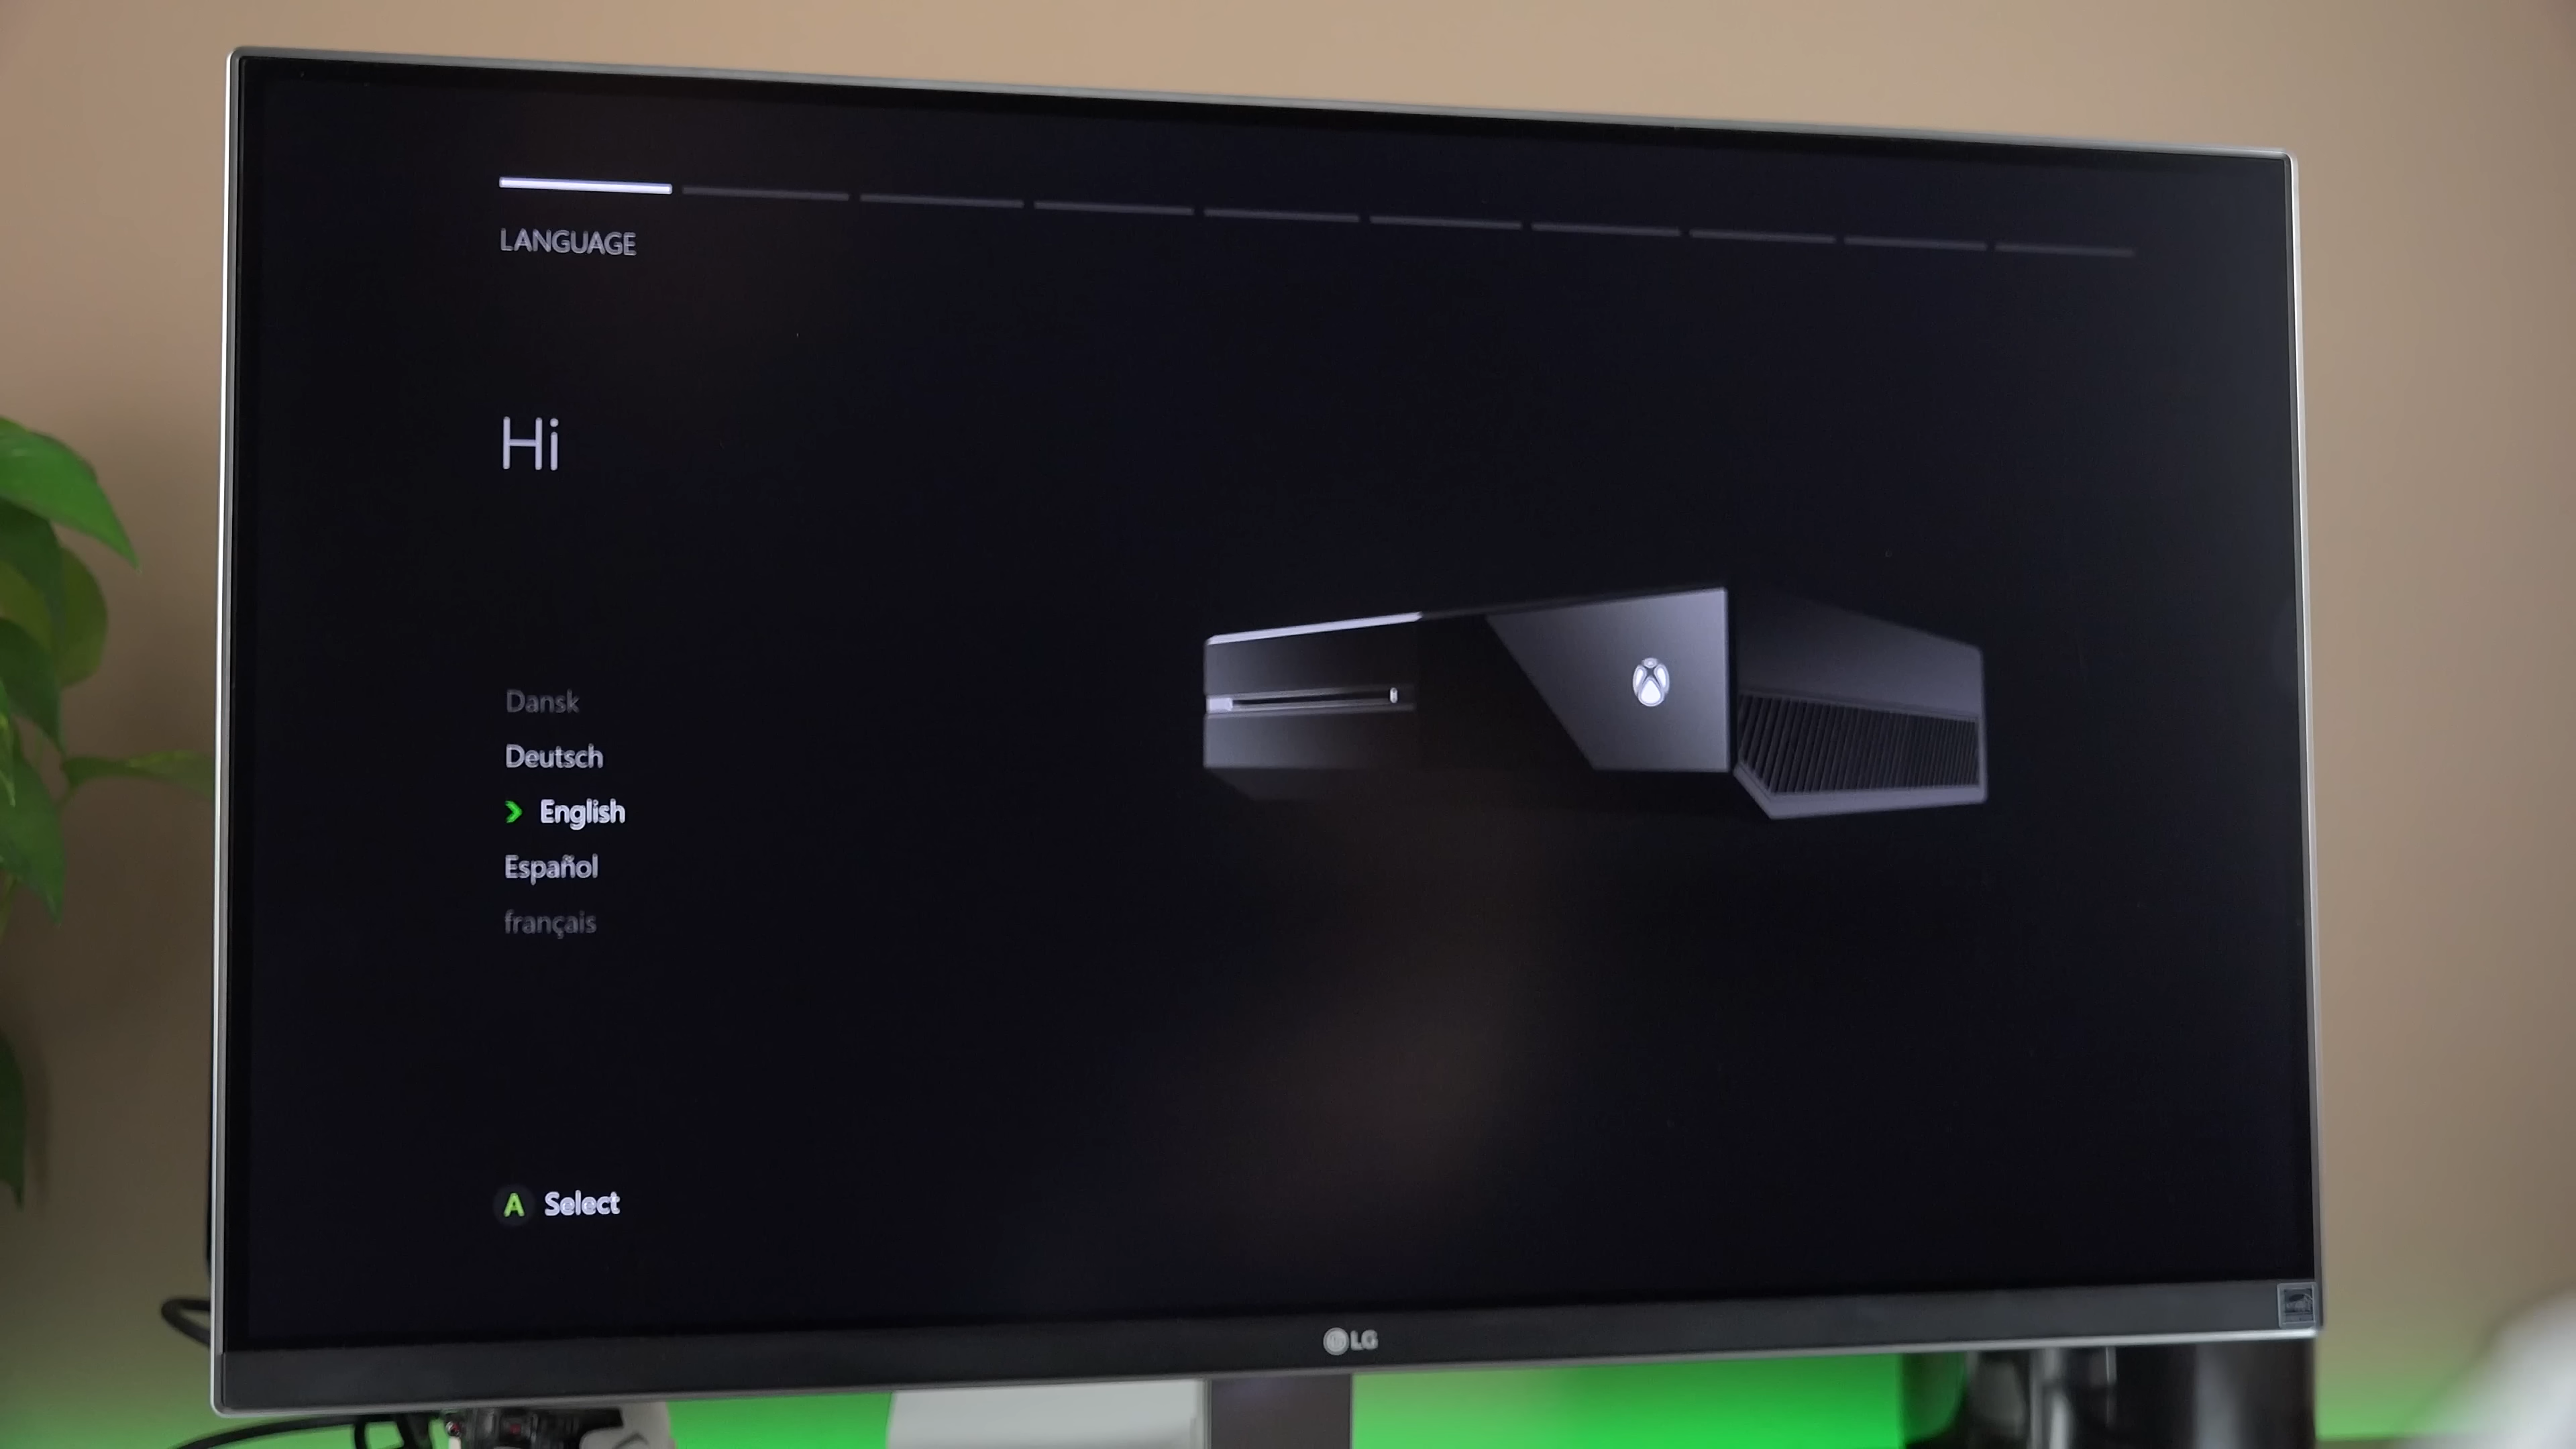 LANGUAGE
Hi
Dansk
Deutsch
English
Español
français
A Select
LG